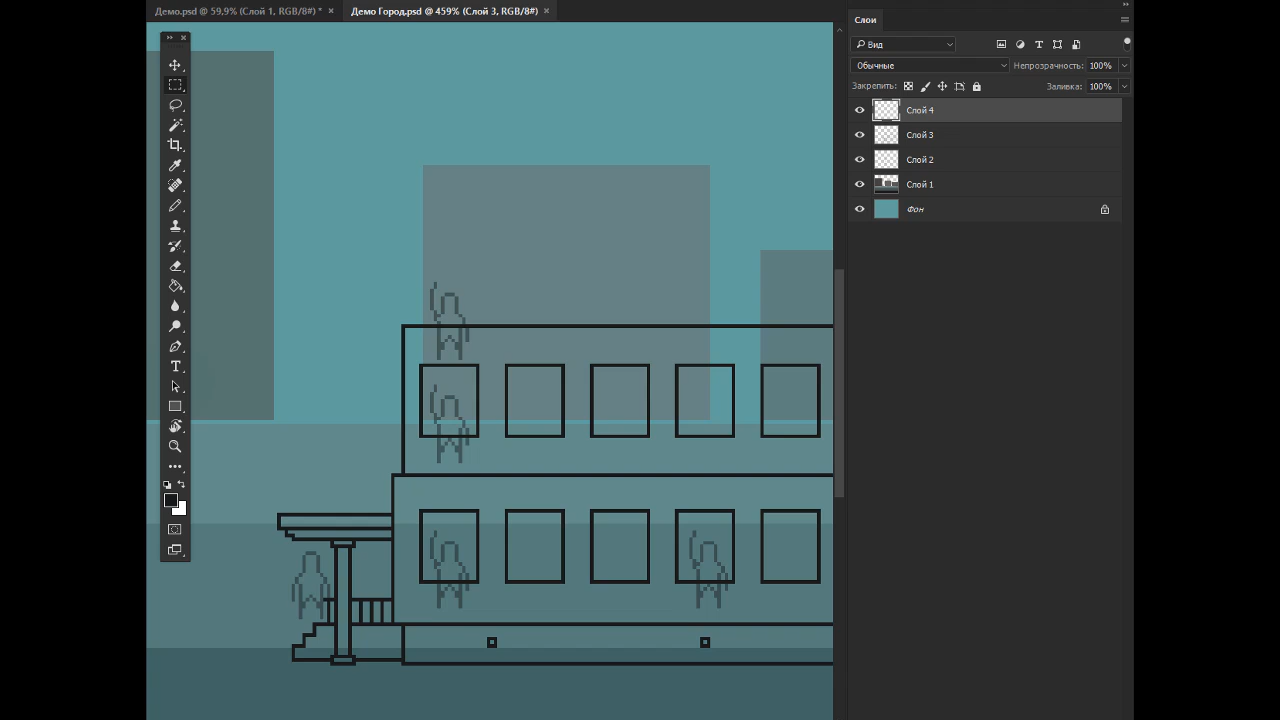 Демо.psd @ 59,9% (Слой 1, RGB/8#) * ×
Демо Город.psd @ 459% (Слой 3, RGB/8#) ×
Слои
Вид
Обычные
Непрозрачность: 100%
Закрепить:
Заливка: 100%
Слой 4
Слой 3
Слой 2
Слой 1
Фон